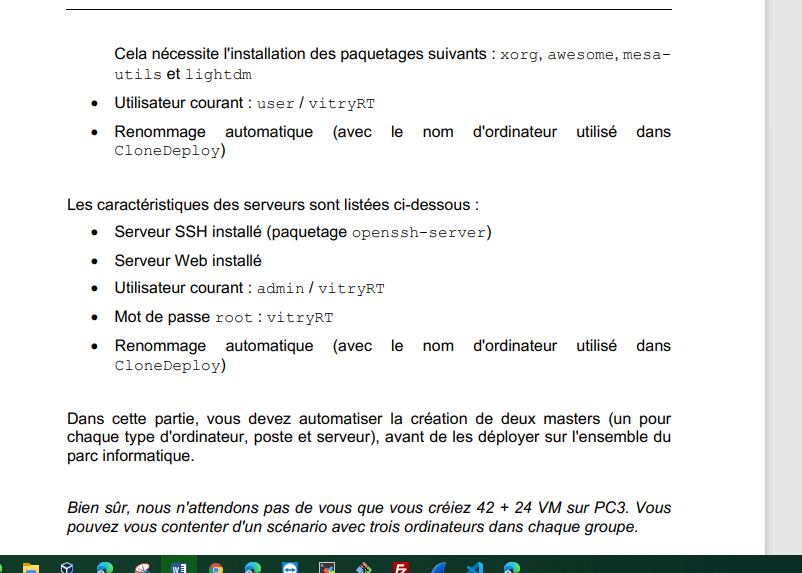 Cela nécessite l'installation des paquetages suivants : xorg, awesome, mesa-
utils et lightdm
• Utilisateur courant : user / vitryRT
• Renommage automatique (avec le nom d'ordinateur utilisé dans
CloneDeploy)
Les caractéristiques des serveurs sont listées ci-dessous :
• Serveur SSH installé (paquetage openssh-server)
• Serveur Web installé
• Utilisateur courant : admin / vitryRT
• Mot de passe root : vitryRT
• Renommage automatique (avec le nom d'ordinateur utilisé dans
CloneDeploy)
Dans cette partie, vous devez automatiser la création de deux masters (un pour
chaque type d'ordinateur, poste et serveur), avant de les déployer sur l'ensemble du
parc informatique.
Bien sûr, nous n'attendons pas de vous que vous créiez 42 + 24 VM sur PC3. Vous
pouvez vous contenter d'un scénario avec trois ordinateurs dans chaque groupe.